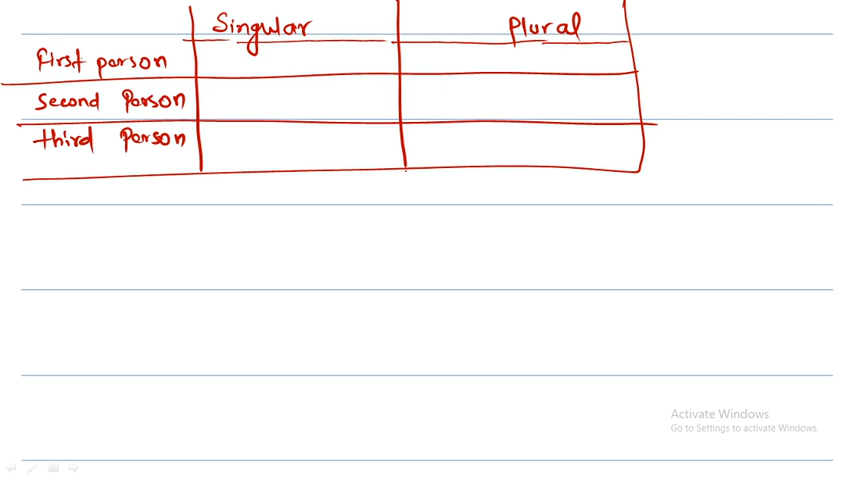 Singular Plural
First person
Second Person
third Person
Activate Windows
Go to Settings to activate Windows.